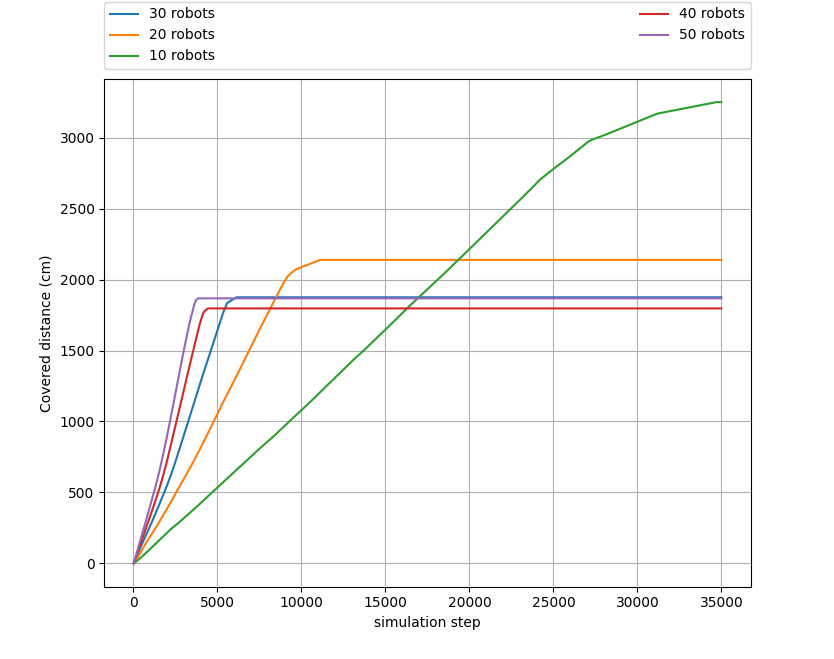 30 robots
20 robots
10 robots
40 robots
50 robots
3000
2500
2000
1500
1000
500
0
Covered distance (cm)
0 5000 10000 15000 20000 25000 30000 35000
simulation step